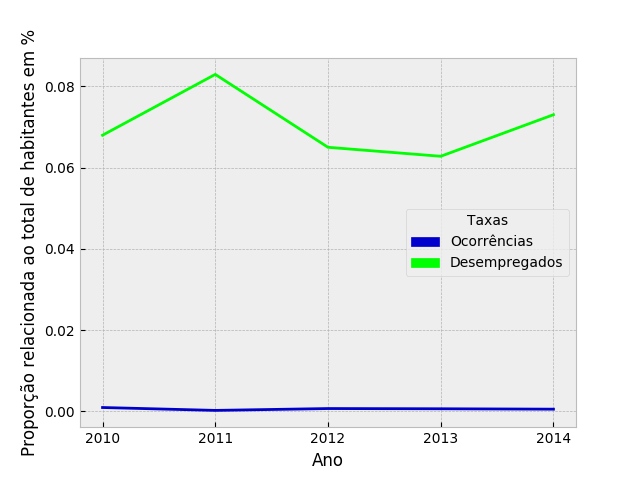 Proporção relacionada ao total de habitantes em %
0.08
0.06
0.04
0.02
0.00
Taxas
Ocorrências
Desempregados
2010 2011 2012 2013 2014
Ano